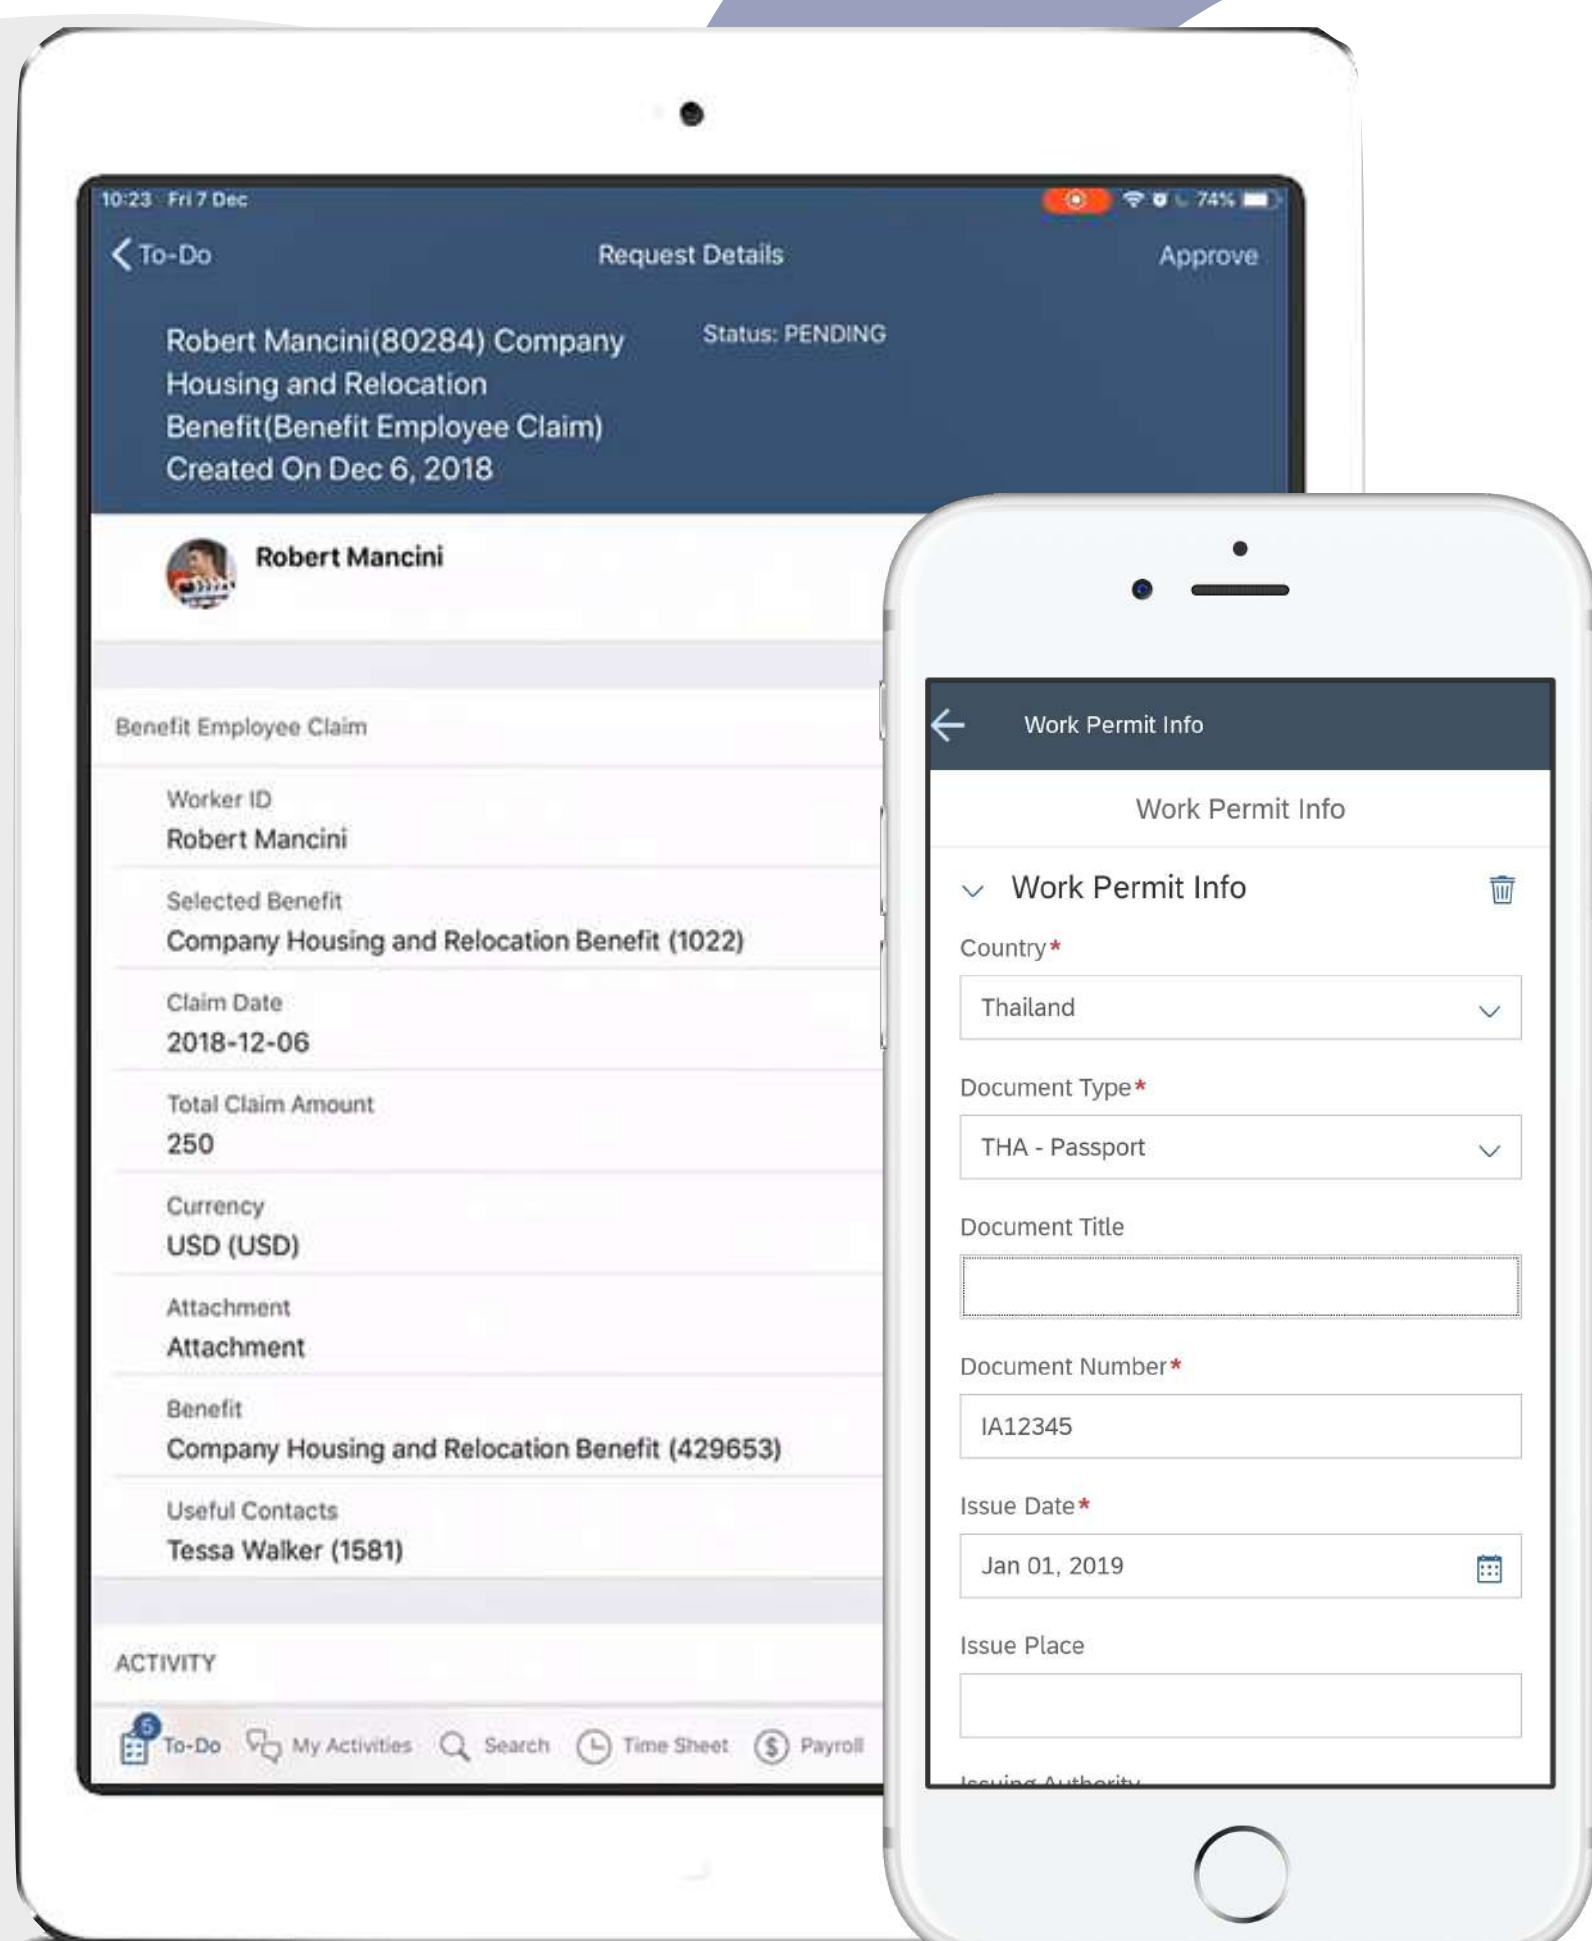 10:23 Fri 7 Dec
74%
To-Do
Request Details
Approve
Robert Mancini(80284) Company
Housing and Relocation
Benefit(Benefit Employee Claim)
Created On Dec 6, 2018
Status: PENDING
Robert Mancini
Benefit Employee Claim
Worker ID
Robert Mancini
Selected Benefit
Company Housing and Relocation Benefit (1022)
Claim Date
2018-12-06
Total Claim Amount
250
Currency
USD (USD)
Attachment
Attachment
Benefit
Company Housing and Relocation Benefit (429653)
Useful Contacts
Tessa Walker (1581)
ACTIVITY
5
To-Do
My Activities
Search
Time Sheet
Payroll
Work Permit Info
Work Permit Info
Work Permit Info
Country*
Thailand
Document Type*
THA - Passport
Document Title
Document Number*
IA12345
Issue Date*
Jan 01, 2019
Issue Place
Issuing Authority